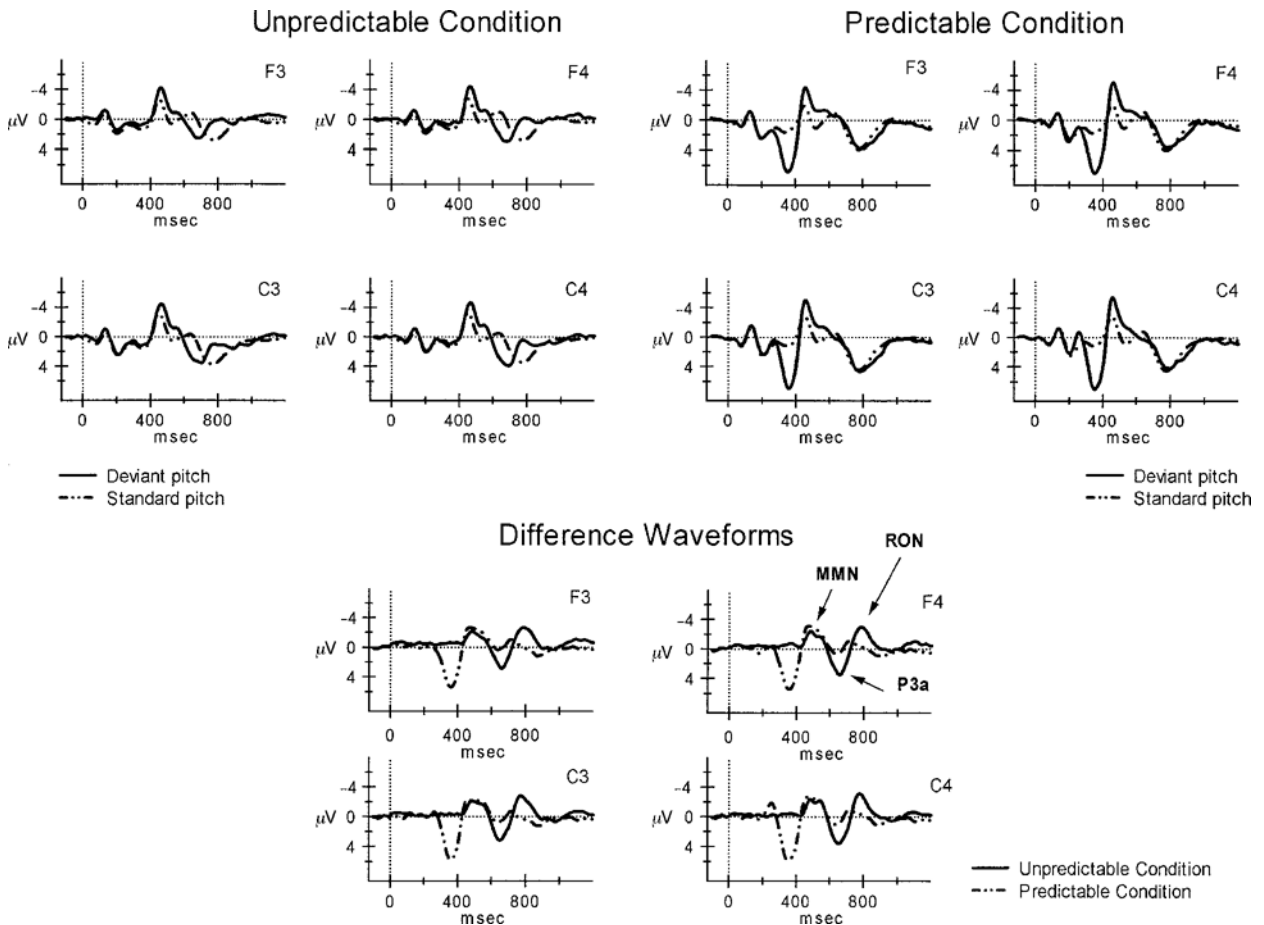 Unpredictable Condition
Predictable Condition
F3
-4
μV 0
4
0 400 800
msec
F4
-4
μV 0
4
0 400 800
msec
F3
-4
μV 0
4
0 400 800
msec
F4
-4
μV 0
4
0 400 800
msec
C3
-4
μV 0
4
0 400 800
msec
C4
-4
μV 0
4
0 400 800
msec
C3
-4
μV 0
4
0 400 800
msec
C4
-4
μV 0
4
0 400 800
msec
Deviant pitch
Standard pitch
Deviant pitch
Standard pitch
Difference Waveforms
F3
-4
μV 0
4
0 400 800
msec
MMN
RON
F4
-4
μV 0
4
P3a
0 400 800
msec
C3
-4
μV 0
4
0 400 800
msec
C4
-4
μV 0
4
0 400 800
msec
Unpredictable Condition
Predictable Condition